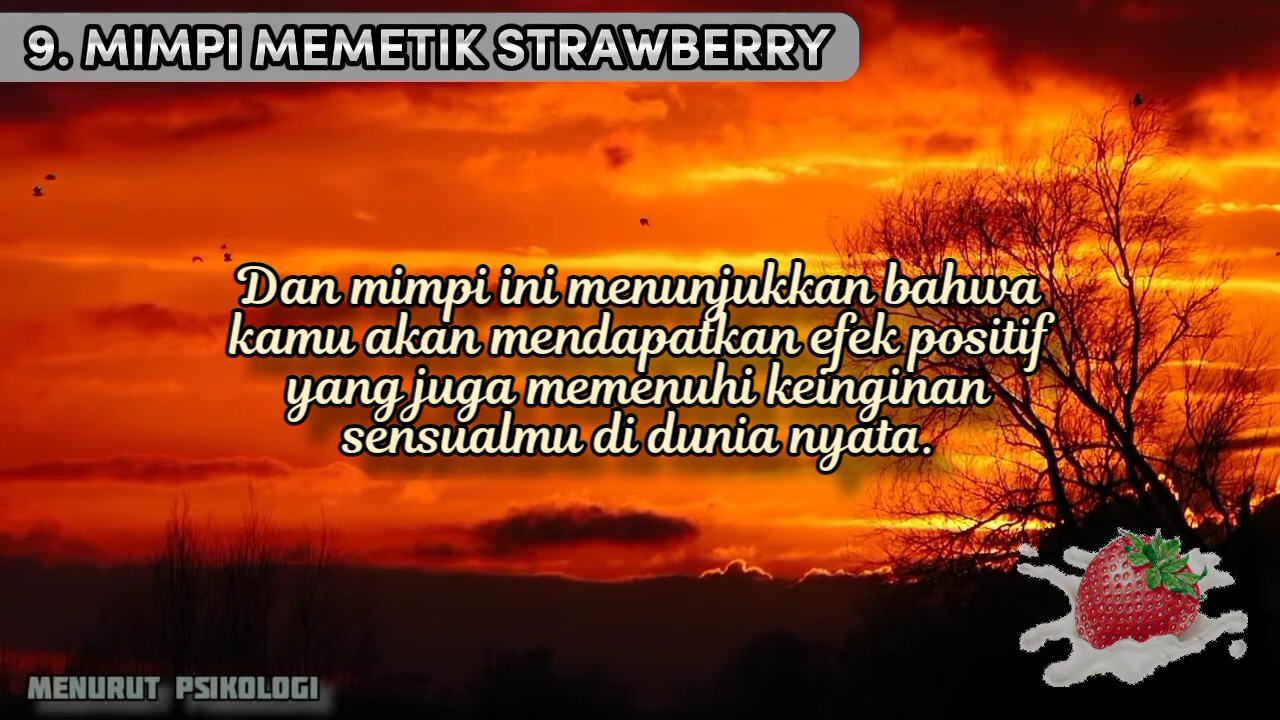 9. MIMPI MEMETIK STRAWBERRY
Dan mimpi ini menunjukkan bahwa
kamu akan mendapatkan efek positif
yang juga memenuhi keinginan
sensualmu di dunia nyata.
MENURUT PSIKOLOGI